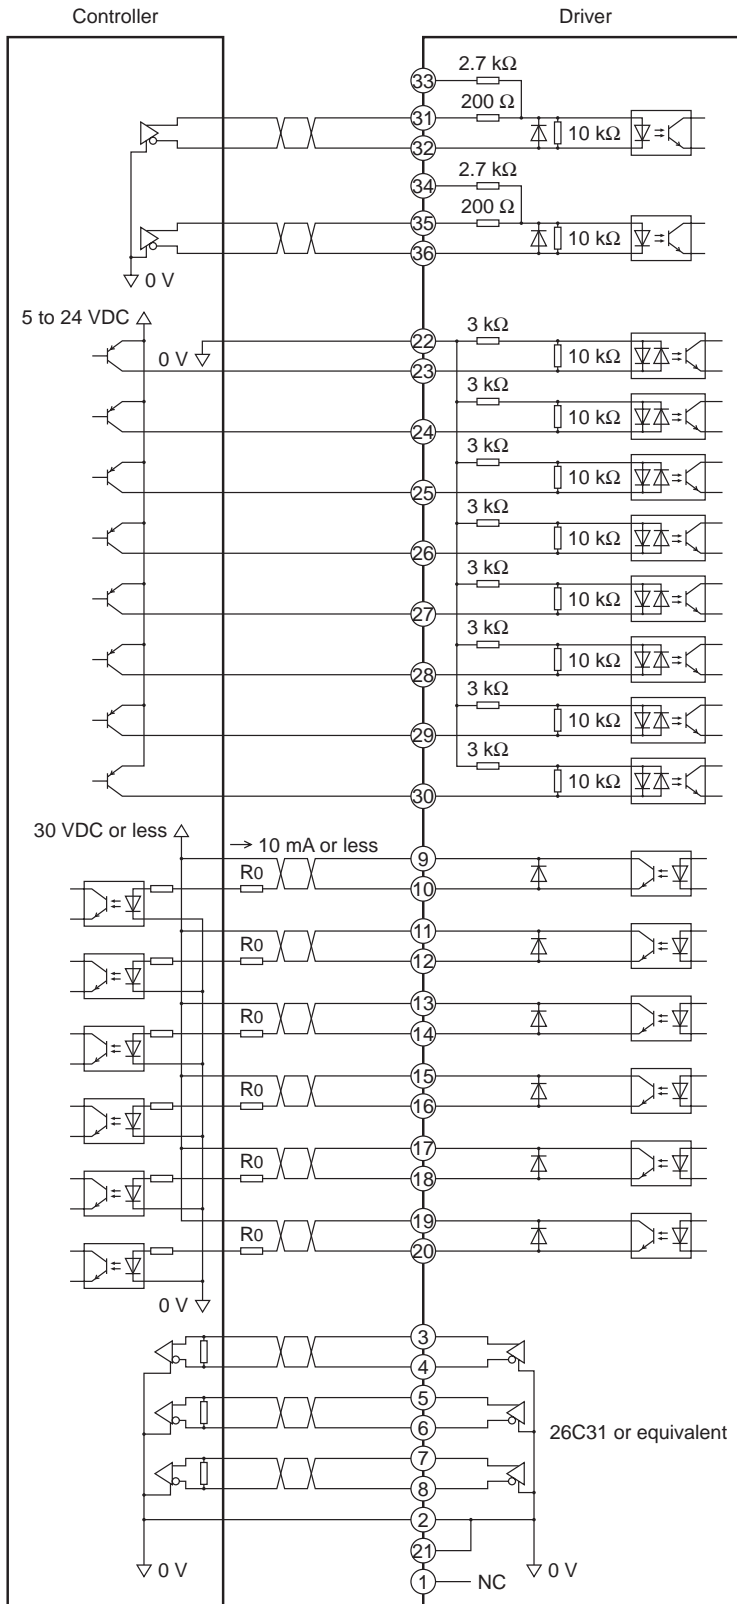 Controller Driver
33 2.7 kΩ
31 200 Ω
10 kΩ
32
34 2.7 kΩ
35 200 Ω
10 kΩ
36
0 V
5 to 24 VDC
0 V 22 3 kΩ
10 kΩ
23
3 kΩ
10 kΩ
24
3 kΩ
10 kΩ
25
3 kΩ
10 kΩ
26
3 kΩ
10 kΩ
27
3 kΩ
10 kΩ
28
3 kΩ
10 kΩ
29
3 kΩ
10 kΩ
30
30 VDC or less → 10 mA or less
9
R0 10
11
R0 12
13
R0 14
15
R0 16
17
R0 18
19
R0 20
0 V
3
4
5
6
26C31 or equivalent
7
8
2
21
0 V 0 V
1 NC